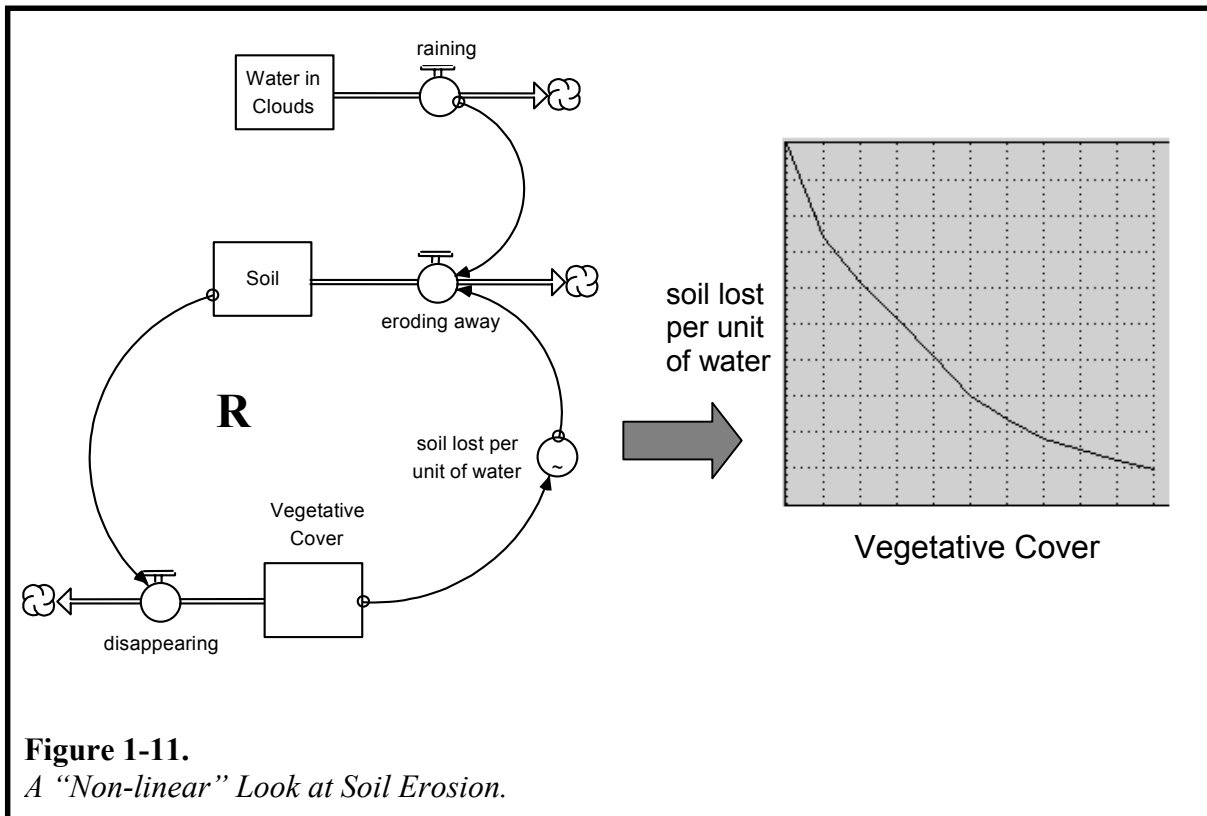 raining
Water in
Clouds
Soil
eroding away
R
soil lost per
unit of water
~
Vegetative
Cover
disappearing
soil lost
per unit
of water
Vegetative Cover
Figure 1-11.
A “Non-linear” Look at Soil Erosion.